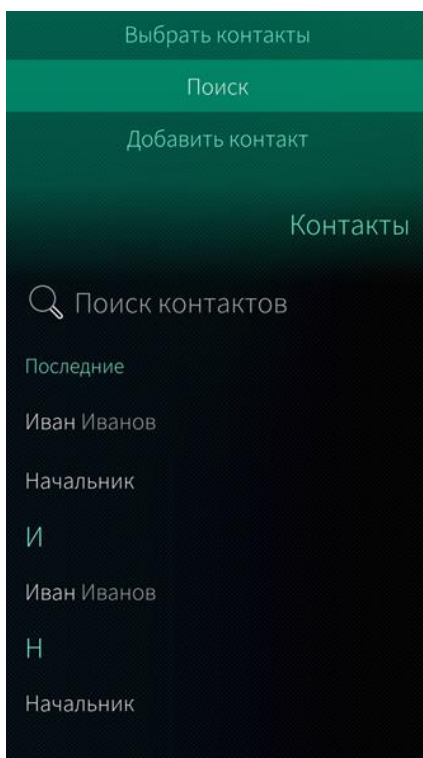 Выбрать контакты
Поиск
Добавить контакт
Контакты
Поиск контактов
Последние
Иван Иванов
Начальник
И
Иван Иванов
Н
Начальник